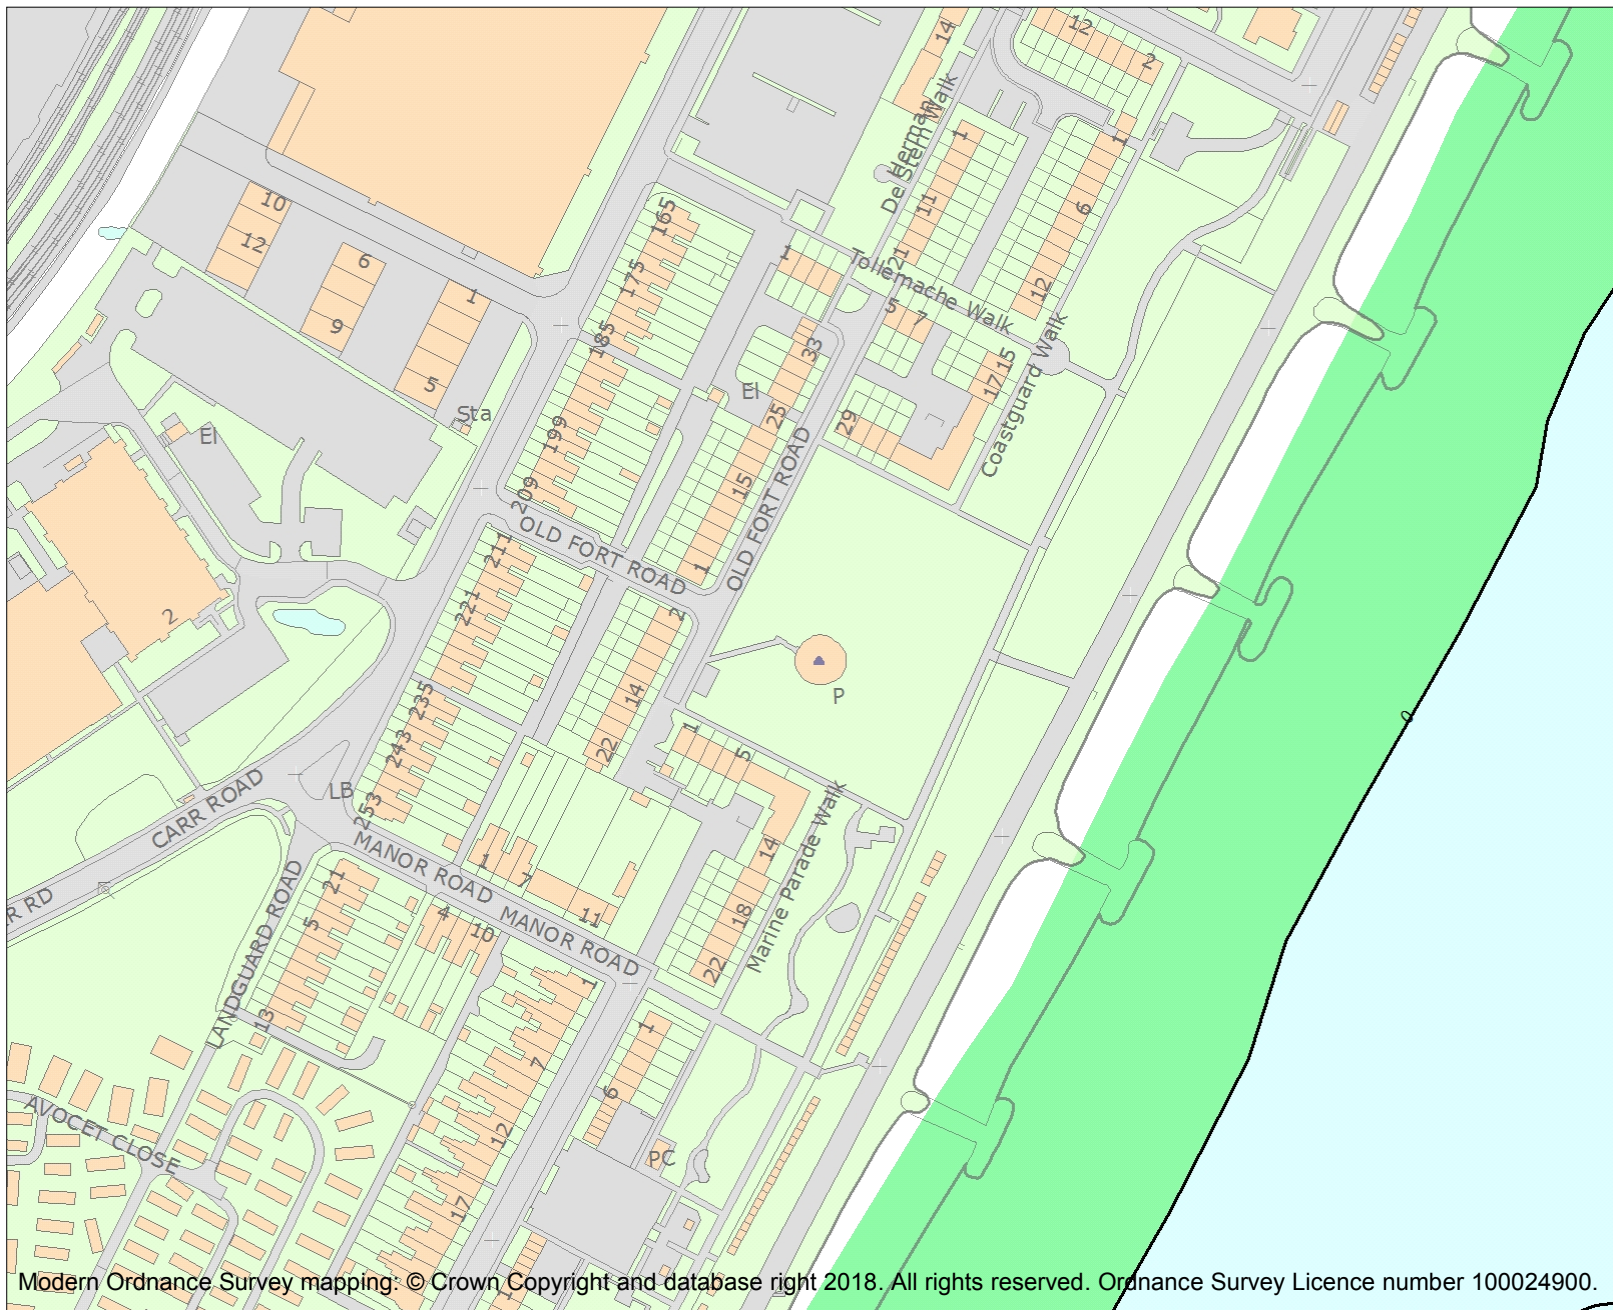 14
12
2
Herman
De Stern Walk
1
1
11
6
21
12
10
12
6
9
1
5
165
175
185
199
209
1
Tollemache Walk
5
7
33
El
25
15
1
29
17
15
Coastguard Walk
Sta
El
OLD FORT ROAD
OLD FORT ROAD
211
221
235
243
253
2
14
22
2
P
1
5
14
18
22
Marine Parade Walk
LB
CARR ROAD
R RD
MANOR ROAD
MANOR ROAD
1
7
11
4
10
21
5
13
LANDGUARD ROAD
1
7
12
17
1
6
PC
AVOCET CLOSE
Modern Ordnance Survey mapping: © Crown Copyright and database right 2018. All rights reserved. Ordnance Survey Licence number 100024900.